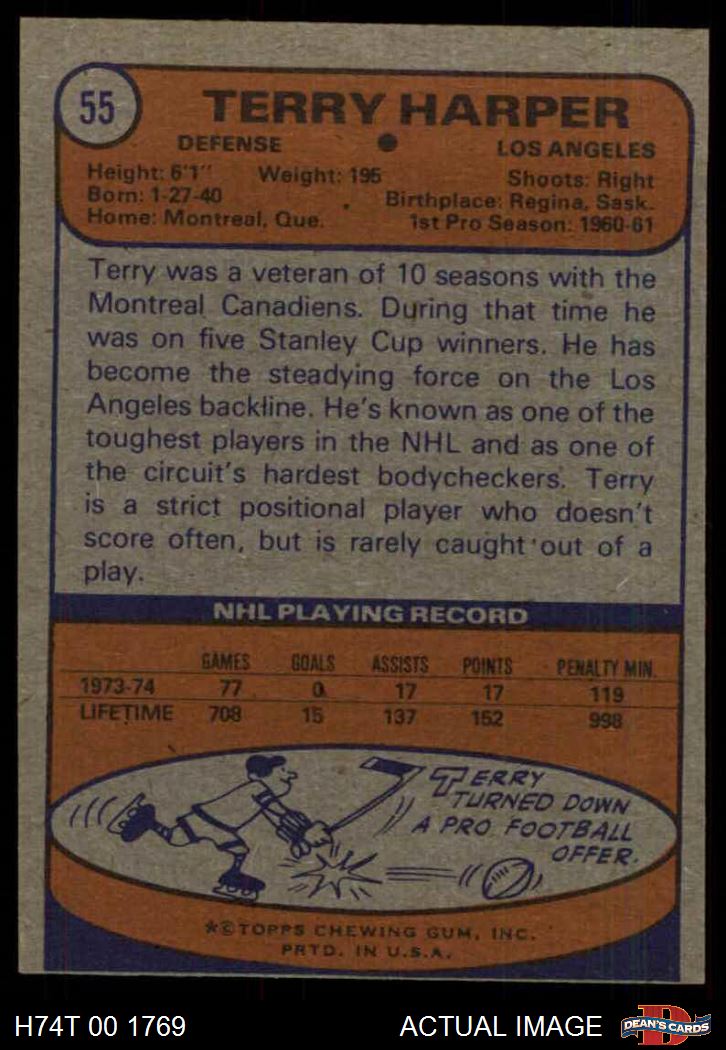 55
TERRY HARPER
DEFENSE • LOS ANGELES
Height: 6'1" Weight: 195 Shoots: Right
Born: 1-27-40 Birthplace: Regina, Sask.
Home: Montreal, Que. 1st Pro Season: 1960-61
Terry was a veteran of 10 seasons with the
Montreal Canadiens. During that time he
was on five Stanley Cup winners. He has
become the steadying force on the Los
Angeles backline. He's known as one of the
toughest players in the NHL and as one of
the circuit's hardest bodycheckers. Terry
is a strict positional player who doesn't
score often, but is rarely caught out of a
play.
NHL PLAYING RECORD
GAMES GOALS ASSISTS POINTS PENALTY MIN.
1973-74 77 0 17 17 119
LIFETIME 708 15 137 152 998
TERRY
TURNED DOWN
A PRO FOOTBALL
OFFER.
*©TOPPS CHEWING GUM, INC.
PRTD. IN U.S.A.
H74T 00 1769 ACTUAL IMAGE
D
DEAN'S CARDS